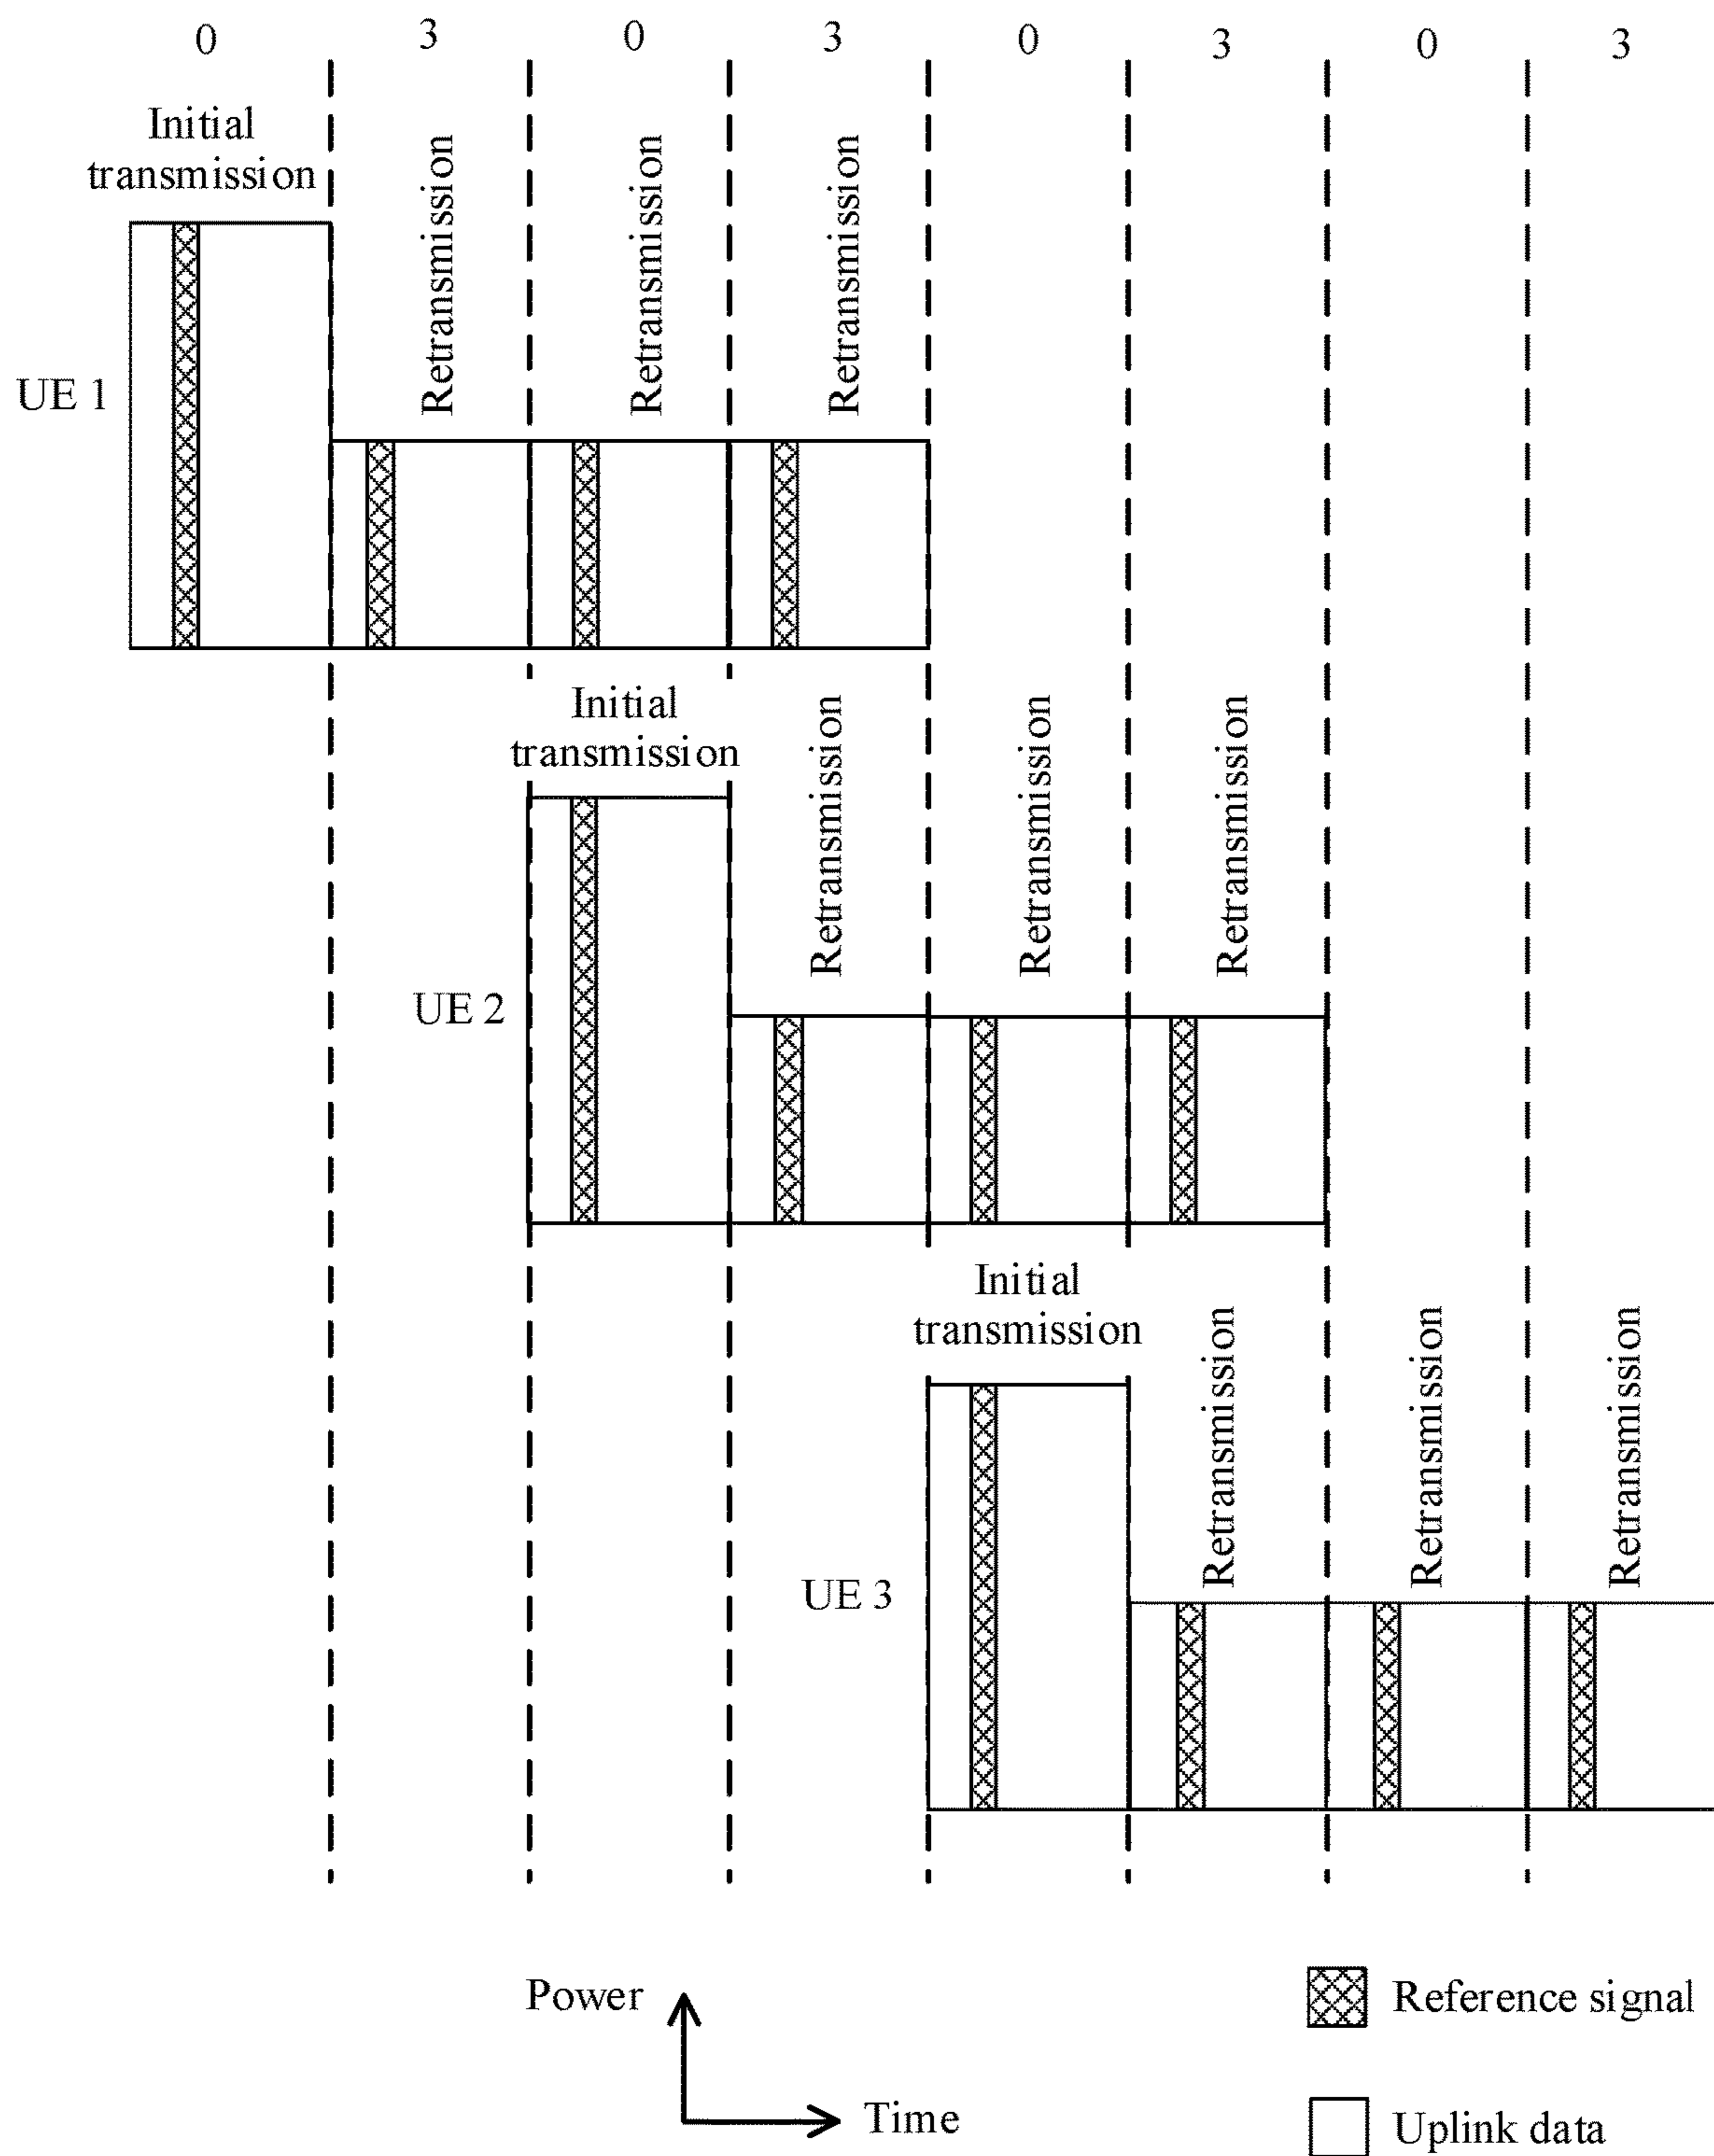 0 3 0 3 0 3 0 3
Initial
transmission
Retransmission
Retransmission
Retransmission
UE 1
Initial
transmission
Retransmission
Retransmission
Retransmission
UE 2
Initial
transmission
Retransmission
Retransmission
Retransmission
UE 3
Power
Time
Reference signal
Uplink data